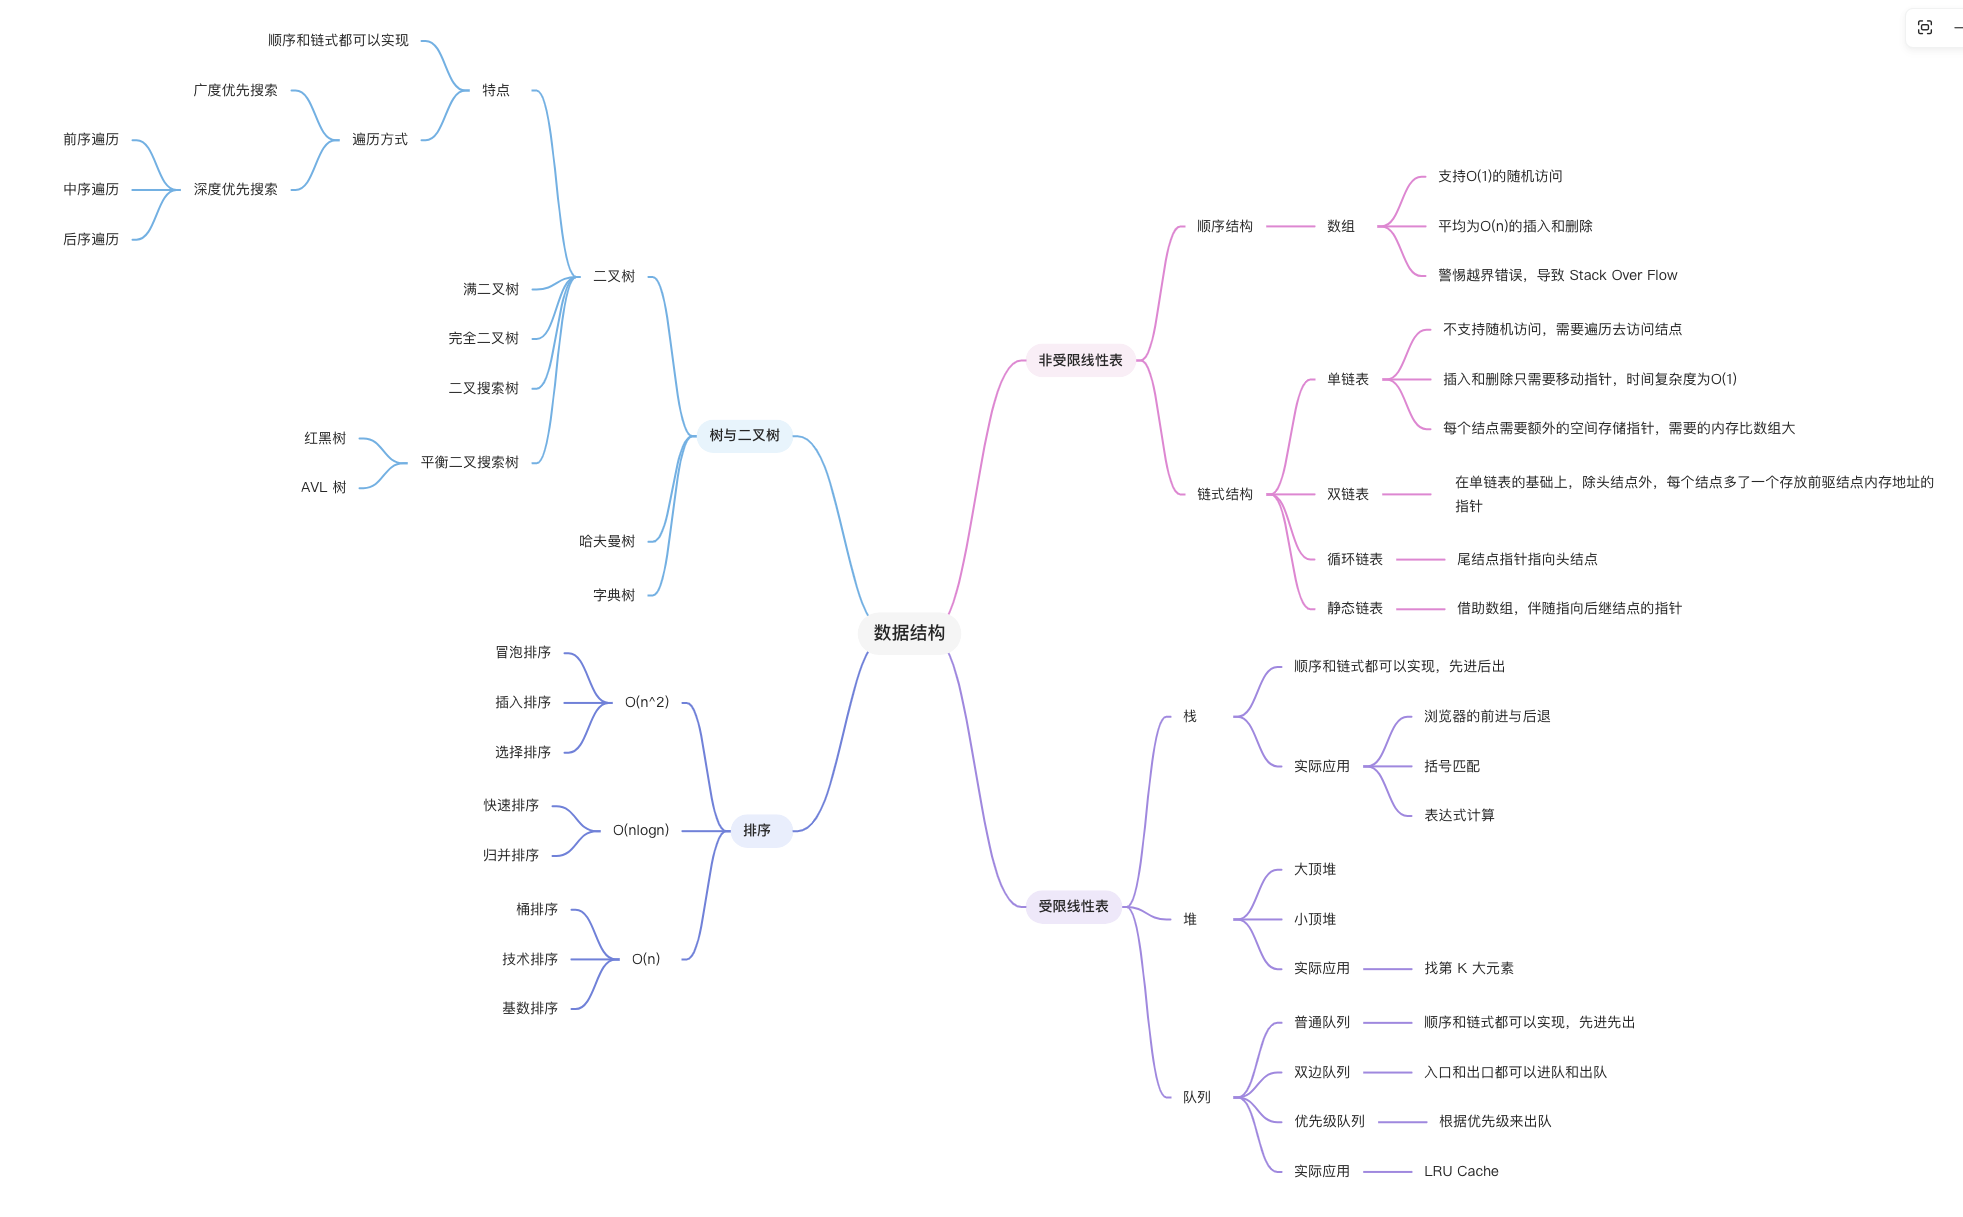 数据结构
非受限线性表
顺序结构
数组
支持O(1)的随机访问
平均为O(n)的插入和删除
警惕越界错误，导致 Stack Over Flow
链式结构
单链表
不支持随机访问，需要遍历去访问结点
插入和删除只需要移动指针，时间复杂度为O(1)
每个结点需要额外的空间存储指针，需要的内存比数组大
双链表
在单链表的基础上，除头结点外，每个结点多了一个存放前驱结点内存地址的
指针
循环链表
尾结点指针指向头结点
静态链表
借助数组，伴随指向后继结点的指针
受限线性表
栈
顺序和链式都可以实现，先进后出
实际应用
浏览器的前进与后退
括号匹配
表达式计算
堆
大顶堆
小顶堆
实际应用
找第 K 大元素
队列
普通队列
顺序和链式都可以实现，先进先出
双边队列
入口和出口都可以进队和出队
优先级队列
根据优先级来出队
实际应用
LRU Cache
树与二叉树
二叉树
特点
顺序和链式都可以实现
遍历方式
广度优先搜索
深度优先搜索
前序遍历
中序遍历
后序遍历
满二叉树
完全二叉树
二叉搜索树
平衡二叉搜索树
红黑树
AVL 树
哈夫曼树
字典树
排序
O(n^2)
冒泡排序
插入排序
选择排序
O(nlogn)
快速排序
归并排序
O(n)
桶排序
技术排序
基数排序